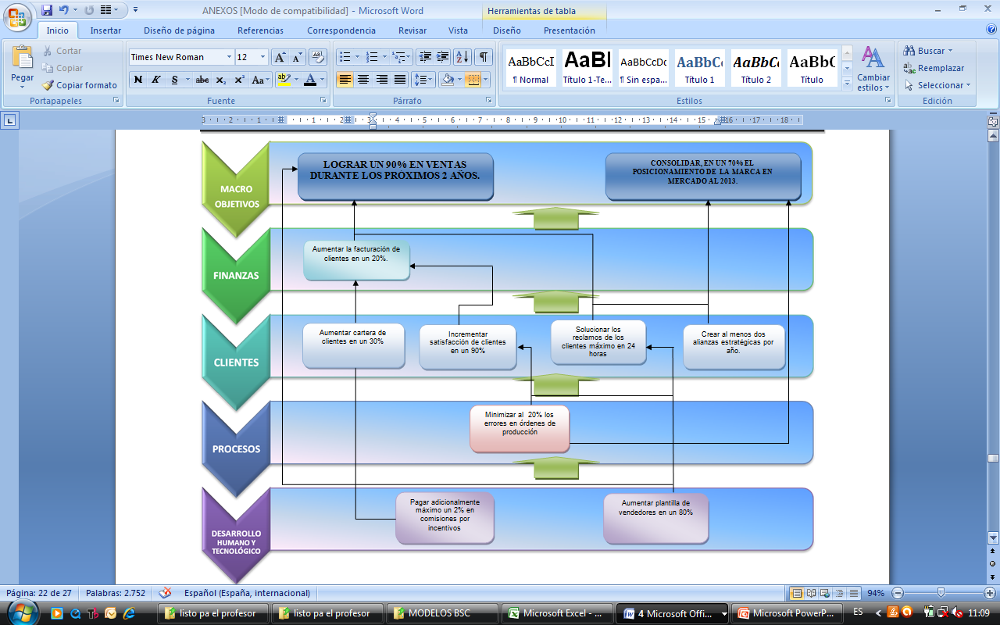 ANEXOS [Modo de compatibilidad] - Microsoft Word
Herramientas de tabla
Inicio
Insertar
Diseño de página
Referencias
Correspondencia
Revisar
Vista
Diseño
Presentación
Pegar
Cortar
Copiar
Copiar formato
Portapapeles
Times New Roman
12
N K S abc x₂ x² Aa
Fuente
Párrafo
AaBbCcI
¶ Normal
AaBl
Título 1-Te...
AaBbCcDc
¶ Sin espa...
AaBbCc
Título 1
AaBbCc
Título 2
AaBbC
Título
Cambiar
estilos
Estilos
Buscar
Reemplazar
Seleccionar
Edición
3 2 1 1 2 3 4 5 6 7 8 9 10 11 12 13 14 15 16 17 18
MACRO
OBJETIVOS
LOGRAR UN 90% EN VENTAS
DURANTE LOS PROXIMOS 2 AÑOS.
CONSOLIDAR, EN UN 70% EL
POSICIONAMIENTO DE LA MARCA EN
MERCADO AL 2013.
FINANZAS
Aumentar la facturación de
clientes en un 20%.
CLIENTES
Aumentar cartera de
clientes en un 30%
Incrementar
satisfacción de clientes
en un 90%
Solucionar los
reclamos de los
clientes máximo en 24
horas
Crear al menos dos
alianzas estratégicas por
año.
PROCESOS
Minimizar al 20% los
errores en órdenes de
producción
DESARROLLO
HUMANO Y
TECNOLÓGICO
Pagar adicionalmente
máximo un 2% en
comisiones por
incentivos
Aumentar plantilla de
vendedores en un 80%
Página: 22 de 27
Palabras: 2.752
Español (España, internacional)
94%
listo pa el profesor
listo pa el profesor
MODELOS BSC
Microsoft Excel - ...
4 Microsoft Offi...
Microsoft PowerP...
ES
11:09